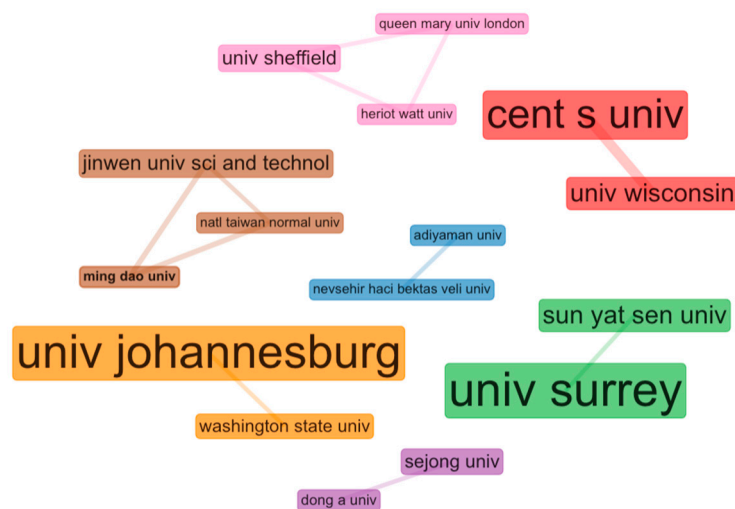 queen mary univ london
univ sheffield
heriot watt univ
cent s univ
jinwen univ sci and technol
univ wisconsin
natl taiwan normal univ
adiyaman univ
ming dao univ
nevsehir haci bektas veli univ
sun yat sen univ
univ johannesburg
univ surrey
washington state univ
sejong univ
dong a univ